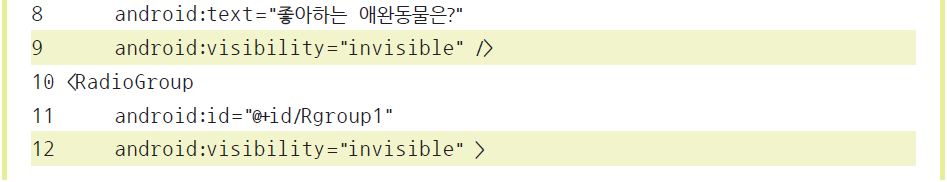 8 android:text="좋아하는 애완동물은?"
9 android:visibility="invisible" />
10 <RadioGroup
11 android:id="@+id/Rgroup1"
12 android:visibility="invisible" >